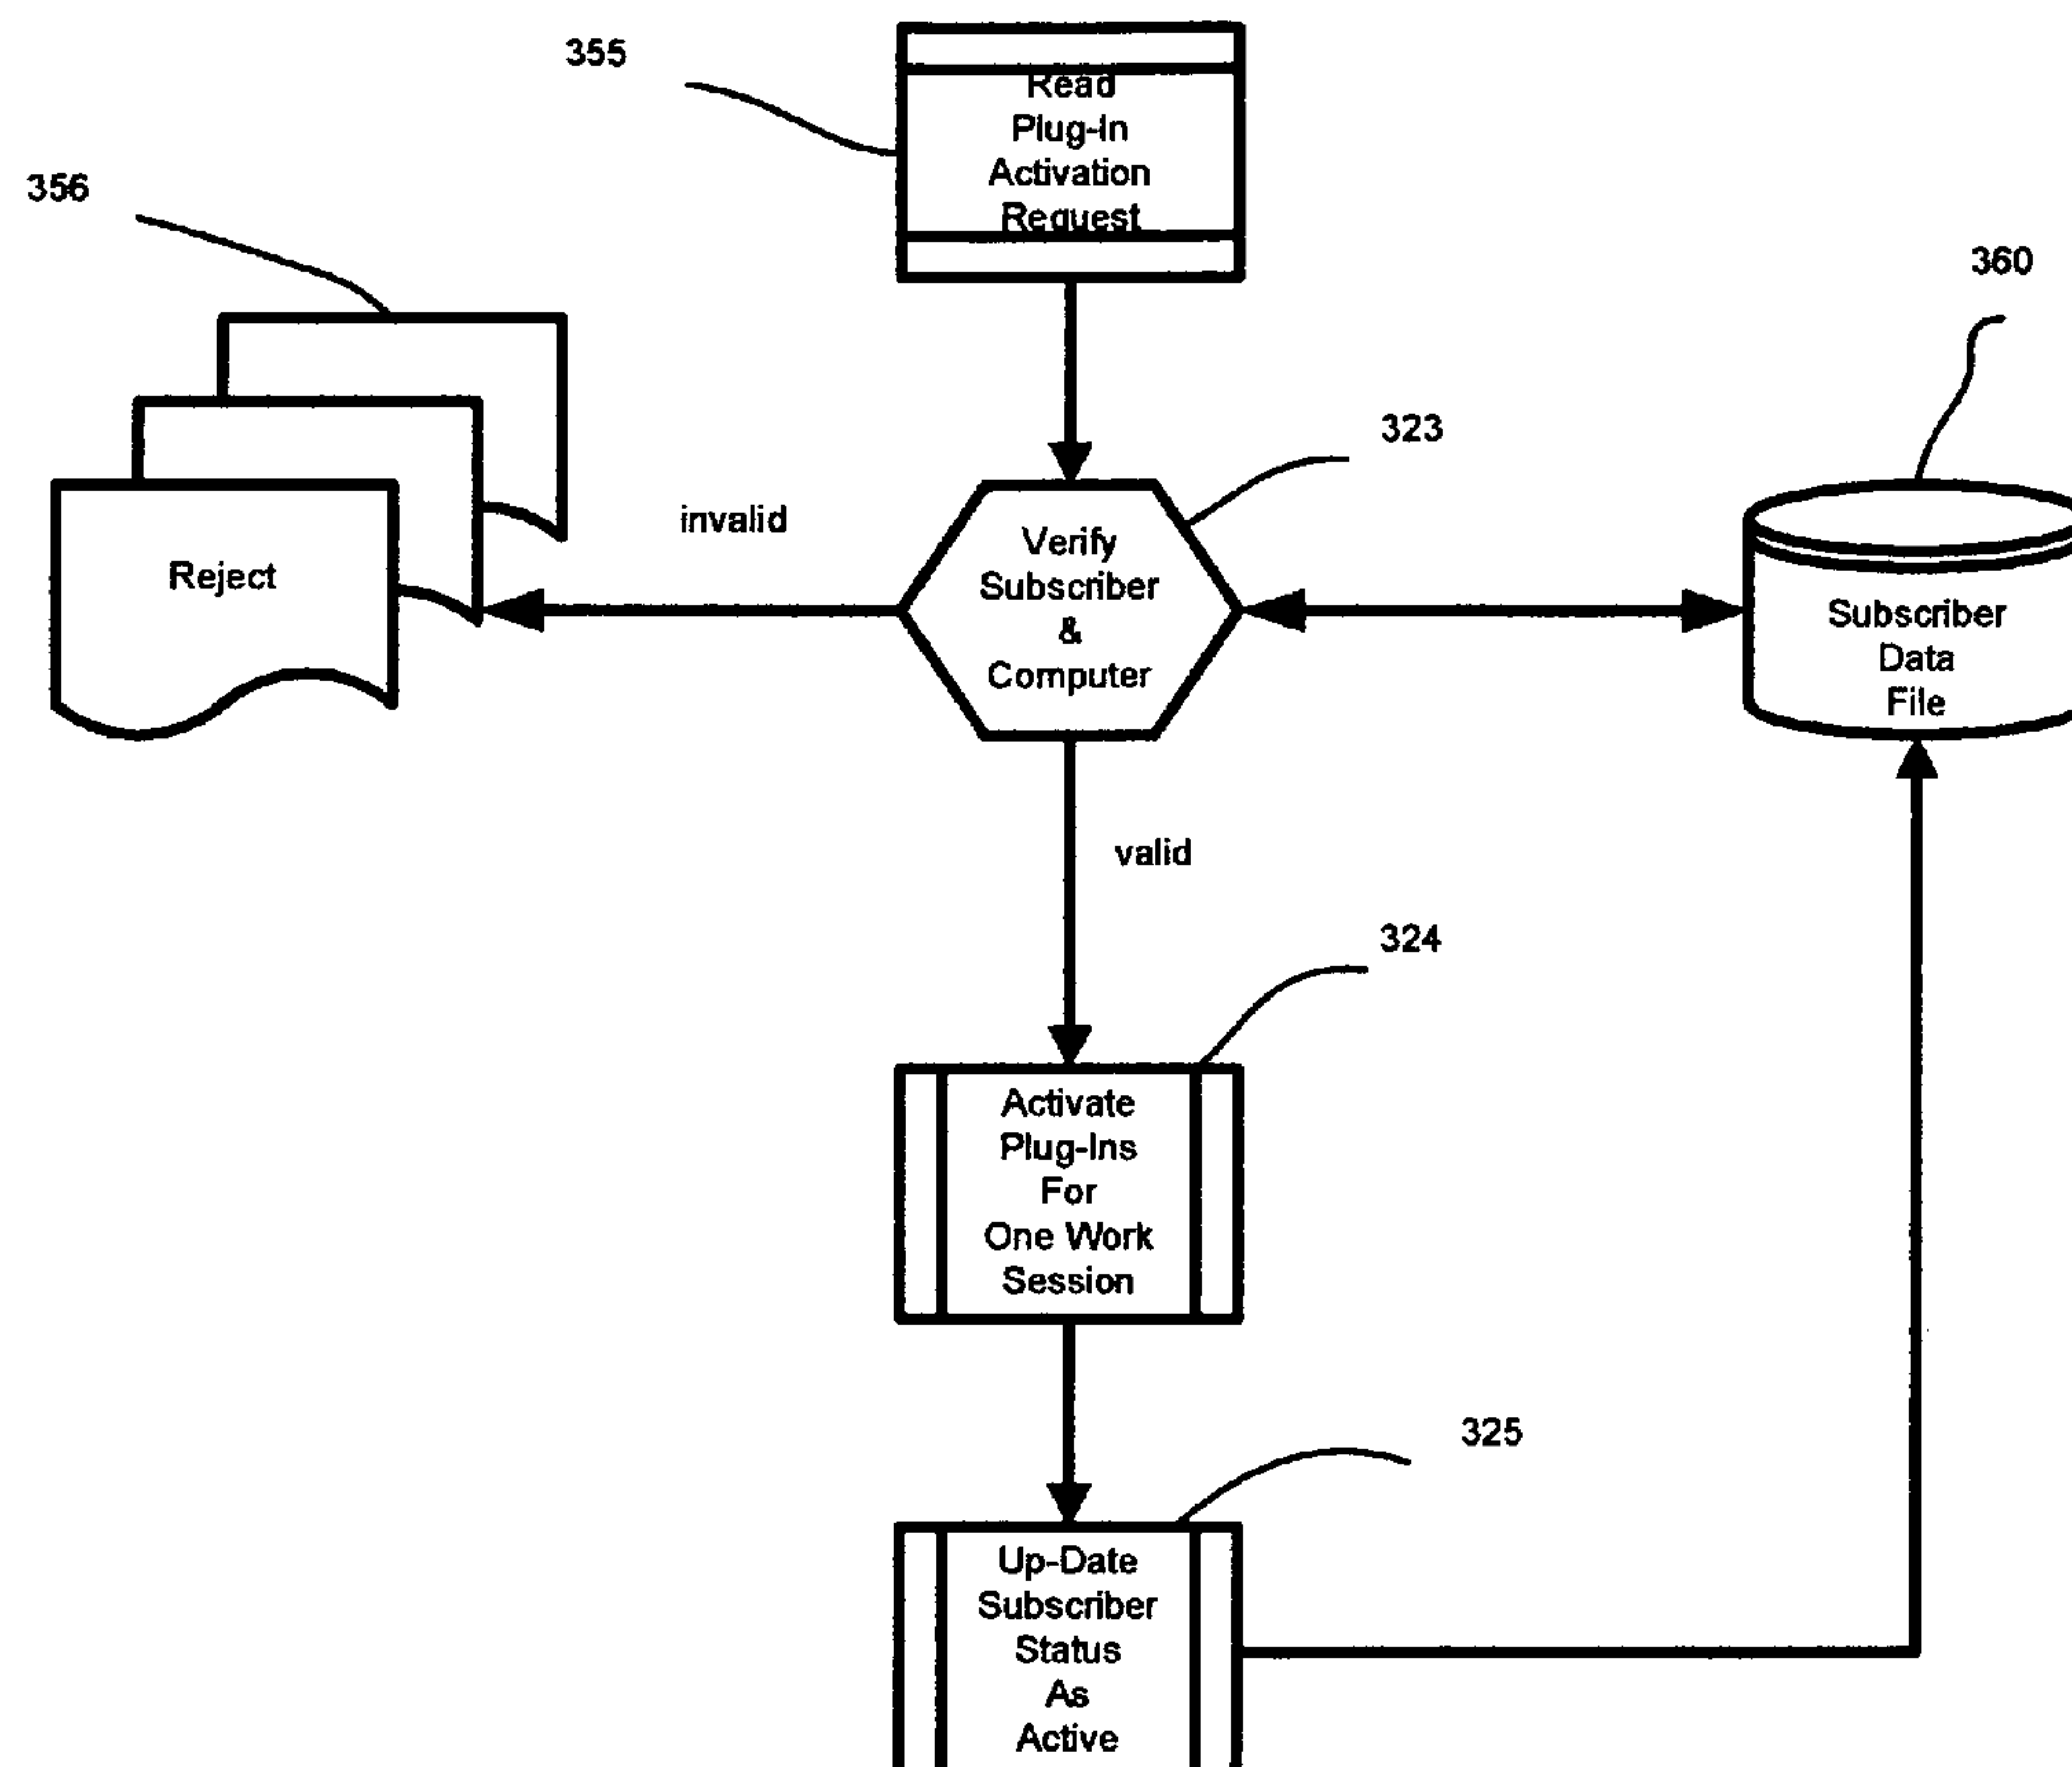 355
Read
Plug-In
Activation
Request
356
360
323
invalid
Verify
Subscriber
&
Computer
Reject
Subscriber
Data
File
valid
324
Activate
Plug-Ins
For
One Work
Session
325
Up-Date
Subscriber
Status
As
Active